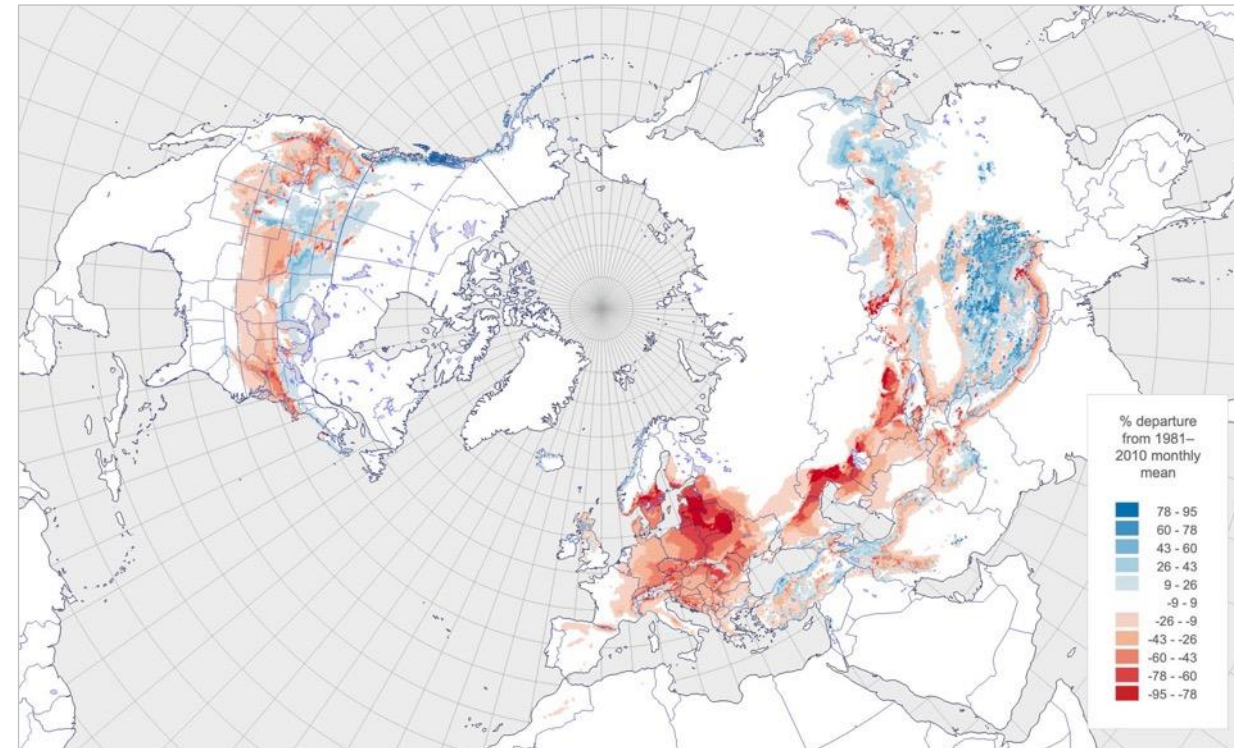 % departure
from 1981–
2010 monthly
mean
78 - 95
60 - 78
43 - 60
26 - 43
9 - 26
-9 - 9
-26 - -9
-43 - -26
-60 - -43
-78 - -60
-95 - -78